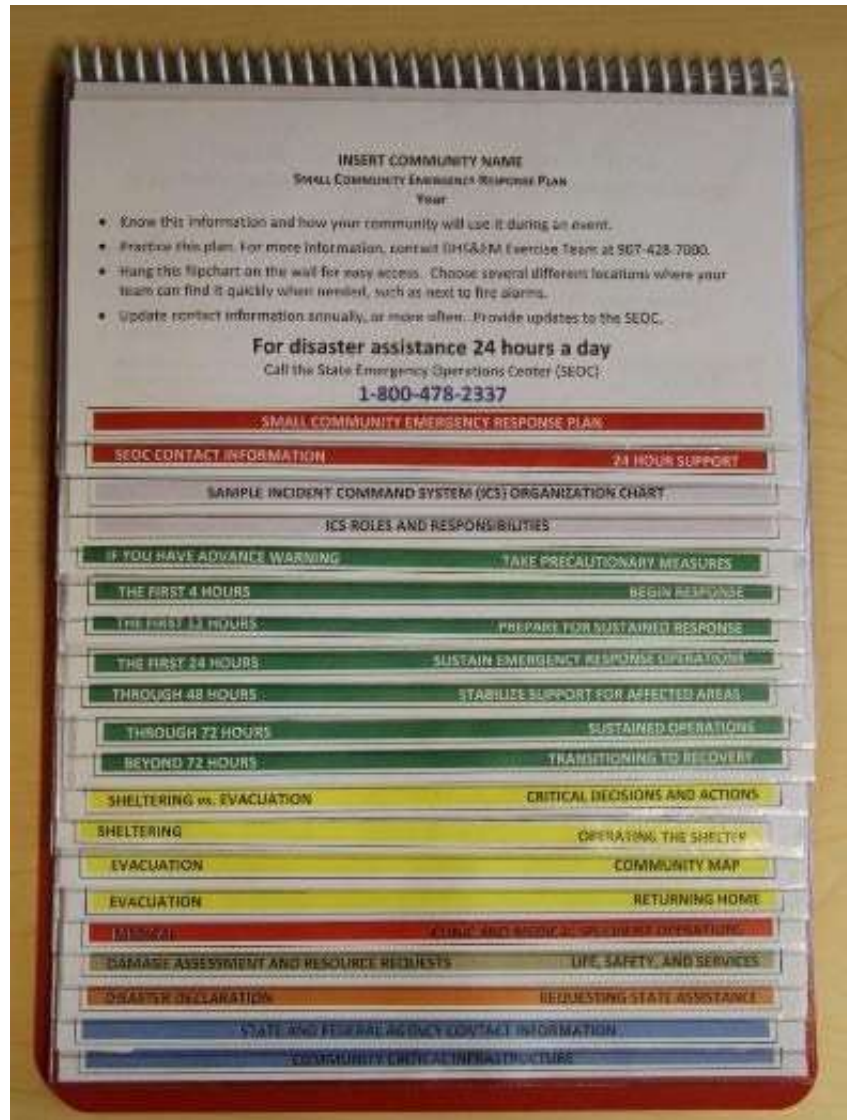 INSERT COMMUNITY NAME
SMALL COMMUNITY EMERGENCY RESPONSE PLAN
Year
• Know this information and how your community will use it during an event.
• Practice this plan. For more information, contact DHS&EM Exercise Team at 907-428-7000.
• Hang this flipchart on the wall for easy access. Choose several different locations where your
team can find it quickly when needed, such as next to fire alarms.
• Update contact information annually, or more often. Provide updates to the SEOC.
For disaster assistance 24 hours a day
Call the State Emergency Operations Center (SEOC)
1-800-478-2337
SMALL COMMUNITY EMERGENCY RESPONSE PLAN
SEOC CONTACT INFORMATION 24 HOUR SUPPORT
SAMPLE INCIDENT COMMAND SYSTEM (ICS) ORGANIZATION CHART
ICS ROLES AND RESPONSIBILITIES
IF YOU HAVE ADVANCE WARNING TAKE PRECAUTIONARY MEASURES
THE FIRST 4 HOURS BEGIN RESPONSE
THE FIRST 12 HOURS PREPARE FOR SUSTAINED RESPONSE
THE FIRST 24 HOURS SUSTAIN EMERGENCY RESPONSE OPERATIONS
THROUGH 48 HOURS STABILIZE SUPPORT FOR AFFECTED AREAS
THROUGH 72 HOURS SUSTAINED OPERATIONS
BEYOND 72 HOURS TRANSITIONING TO RECOVERY
SHELTERING vs. EVACUATION CRITICAL DECISIONS AND ACTIONS
SHELTERING OPERATING THE SHELTER
EVACUATION COMMUNITY MAP
EVACUATION RETURNING HOME
MEDICAL CLINIC AND MEDICAL SPECIALIST OPERATIONS
DAMAGE ASSESSMENT AND RESOURCE REQUESTS LIFE, SAFETY, AND SERVICES
DISASTER DECLARATION REQUESTING STATE ASSISTANCE
STATE AND FEDERAL AGENCY CONTACT INFORMATION
COMMUNITY CRITICAL INFRASTRUCTURE